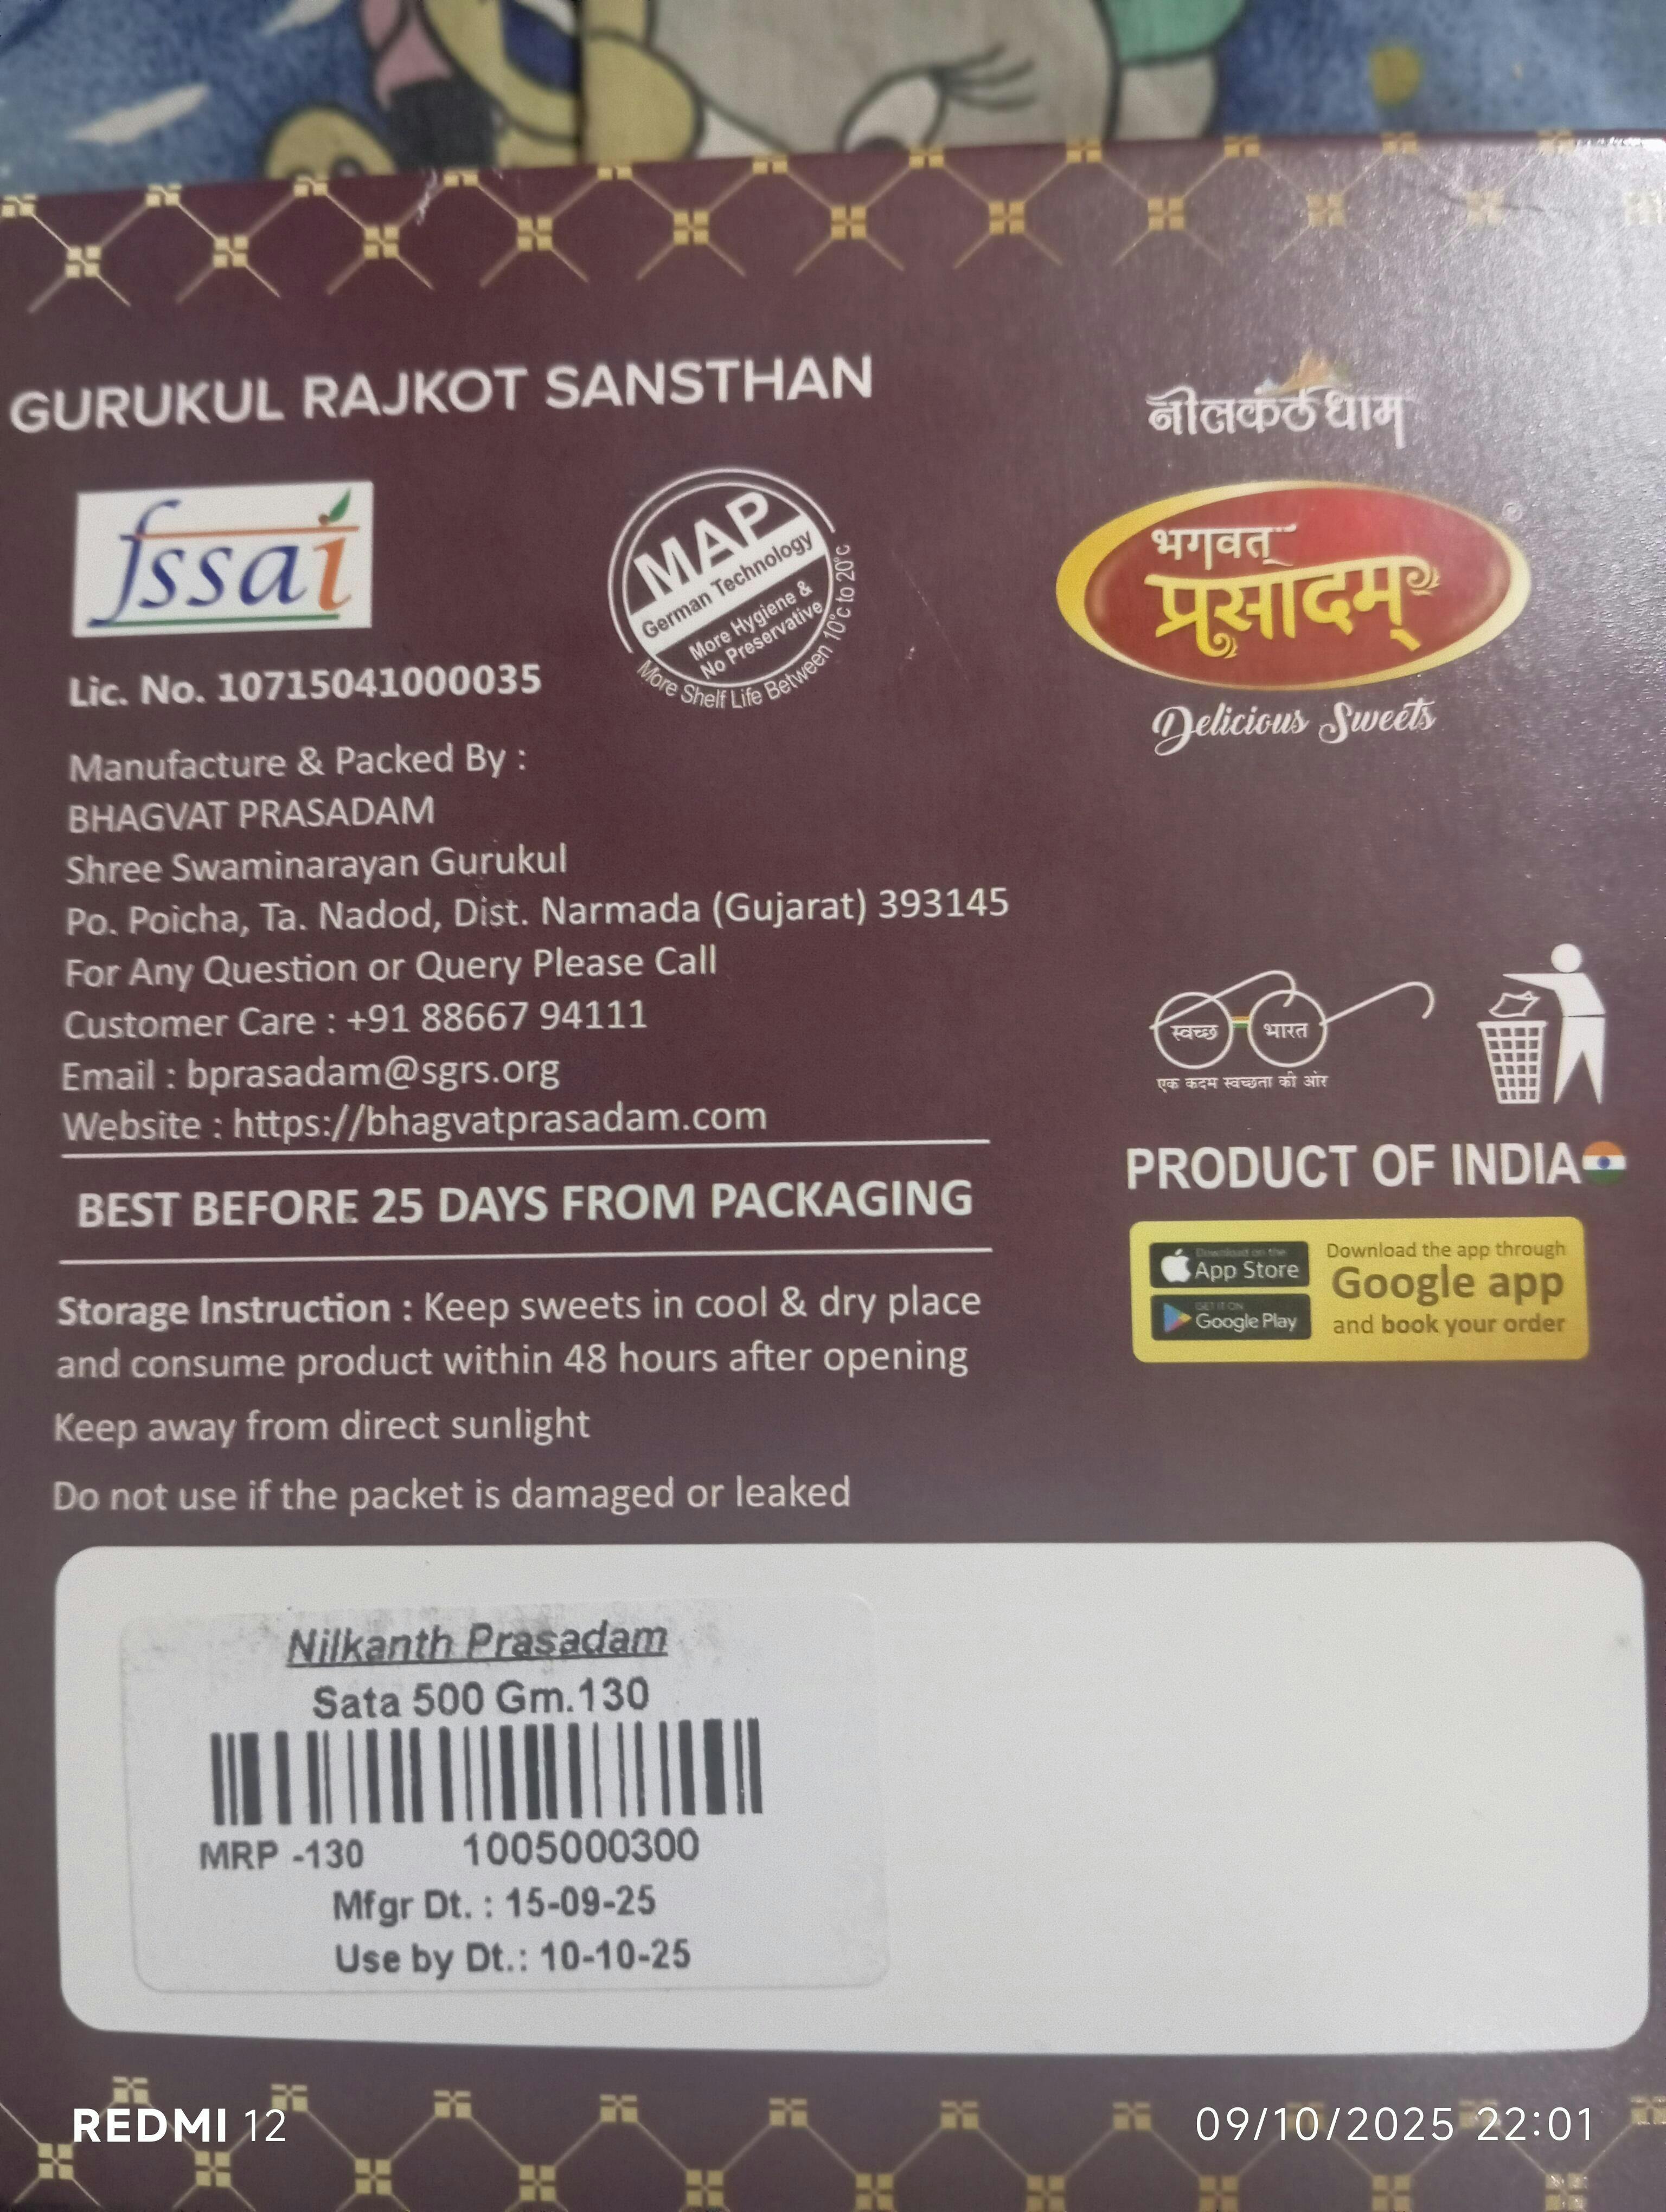 GURUKUL RAJKOT SANSTHAN
नीलकंठधाम
fssai
MAP
German Technology
More Hygiene &
No Preservative
More Shelf Life Between 10°c to 20°c
भगवत्
प्रसादम्
Delicious Sweets
Lic. No. 10715041000035
Manufacture & Packed By :
BHAGVAT PRASADAM
Shree Swaminarayan Gurukul
Po. Poicha, Ta. Nadod, Dist. Narmada (Gujarat) 393145
For Any Question or Query Please Call
Customer Care : +91 88667 94111
Email : bprasadam@sgrs.org
Website : https://bhagvatprasadam.com
स्वच्छ भारत
एक कदम स्वच्छता की ओर
PRODUCT OF INDIA
BEST BEFORE 25 DAYS FROM PACKAGING
Download on the
App Store
GET IT ON
Google Play
Download the app through
Google app
and book your order
Storage Instruction : Keep sweets in cool & dry place
and consume product within 48 hours after opening
Keep away from direct sunlight
Do not use if the packet is damaged or leaked
Nilkanth Prasadam
Sata 500 Gm.130
MRP -130 1005000300
Mfgr Dt. : 15-09-25
Use by Dt.: 10-10-25
REDMI 12
09/10/2025 22:01